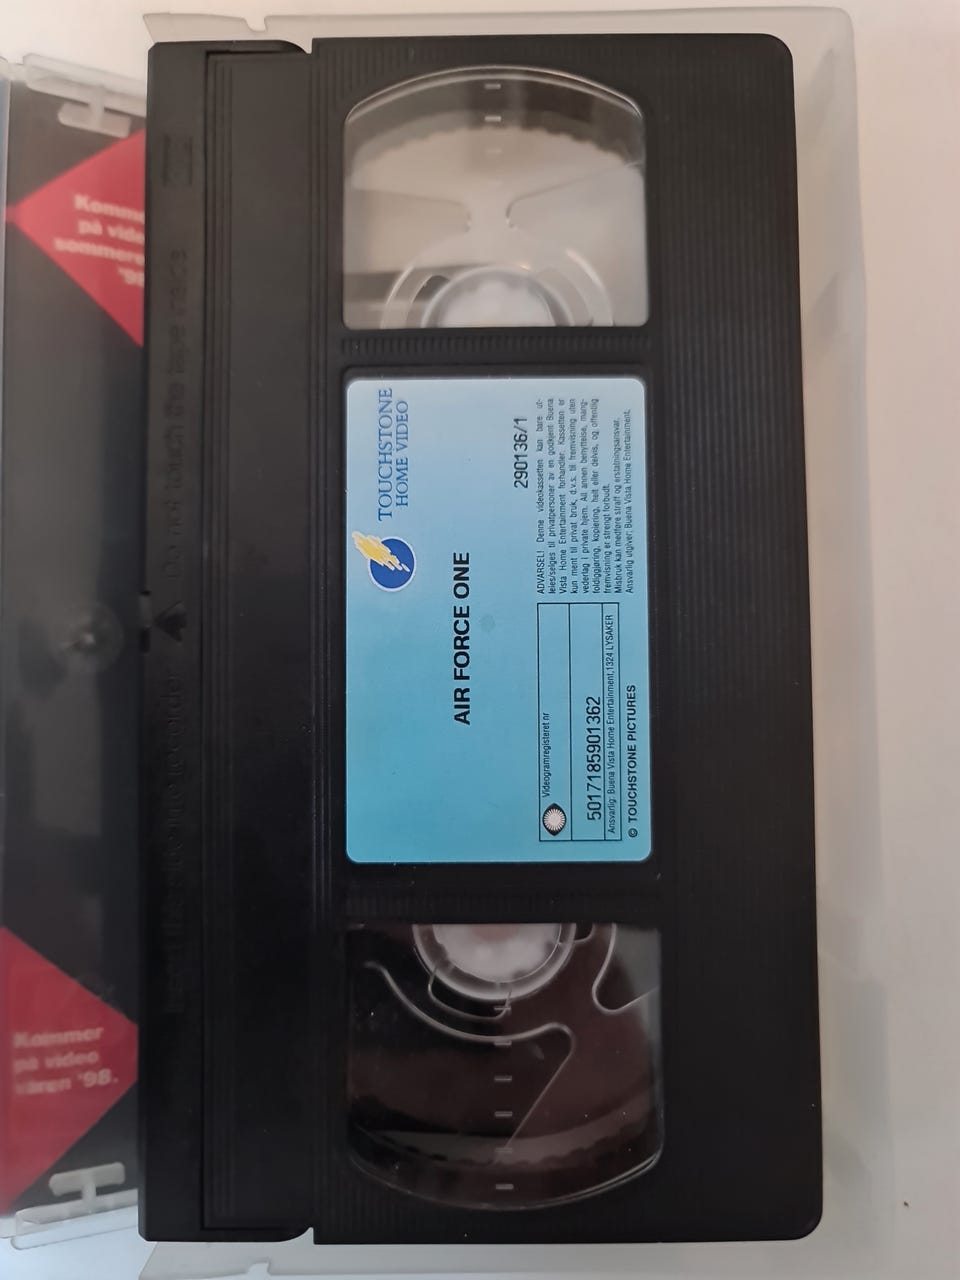 TOUCHSTONE
HOME VIDEO
AIR FORCE ONE
290136/1
ADVARSEL! Denne videokassetten kan bare ut-
leies/selges til privatpersoner av en godkjent Buena
Vista Home Entertainment forhandler. Kassetten er
kun ment til privat bruk, d.v.s. til fremvisning uten
vederlag i private hjem. All annen benyttelse, mang-
foldiggjøring, kopiering, helt eller delvis, og offentlig
fremvisning er strengt forbudt.
Misbruk kan medføre straff og erstatningsansvar.
Ansvarlig utgiver: Buena Vista Home Entertainment.
Videogramregisteret nr
5017185901362
Ansvarlig: Buena Vista Home Entertainment,1324 LYSAKER
© TOUCHSTONE PICTURES
Do not touch the tape inside
Kommer
på video
våren '98.
på video
'98